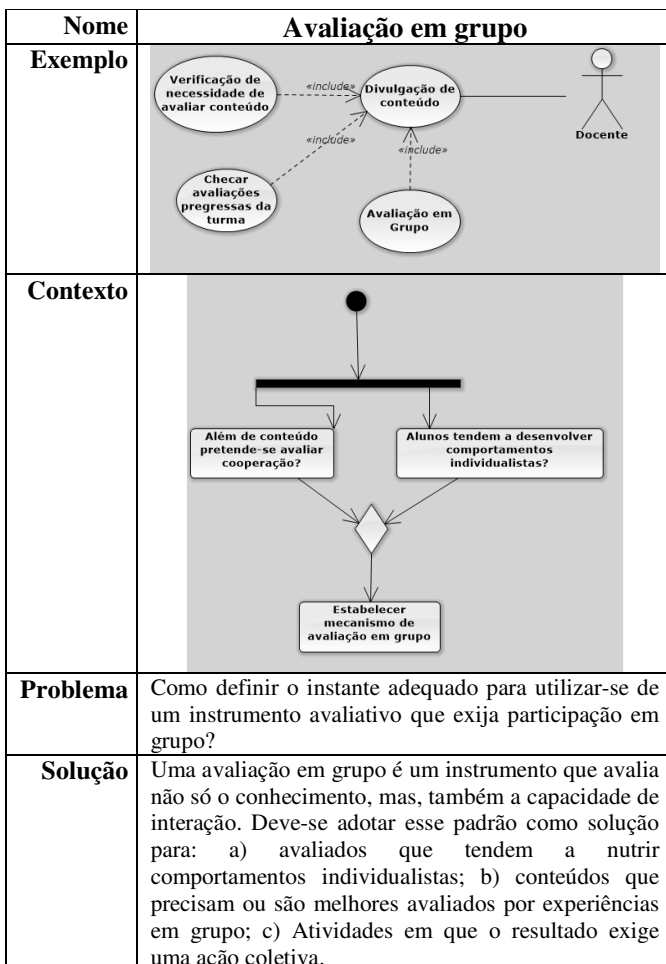 Nome
Avaliação em grupo
Exemplo
Verificação de
necessidade de
avaliar conteúdo
«include»
Divulgação de
conteúdo
Docente
«include»
«include»
Checar
avaliações
pregressas da
turma
Avaliação em
Grupo
Contexto
Além de conteúdo
pretende-se avaliar
cooperação?
Alunos tendem a desenvolver
comportamentos
individualistas?
Estabelecer
mecanismo de
avaliação em grupo
Problema
Como definir o instante adequado para utilizar-se de
um instrumento avaliativo que exija participação em
grupo?
Solução
Uma avaliação em grupo é um instrumento que avalia
não só o conhecimento, mas, também a capacidade de
interação. Deve-se adotar esse padrão como solução
para: a) avaliados que tendem a nutrir
comportamentos individualistas; b) conteúdos que
precisam ou são melhores avaliados por experiências
em grupo; c) Atividades em que o resultado exige
uma ação coletiva.